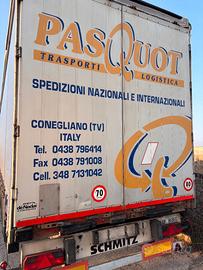 PASQUOT
TRASPORTI LOGISTICA
SPEDIZIONI NAZIONALI E INTERNAZIONALI
CONEGLIANO (TV)
ITALY
Tel. 0438 796414
Fax 0438 791008
Cell. 348 7131042
70
80
SCHMITZ